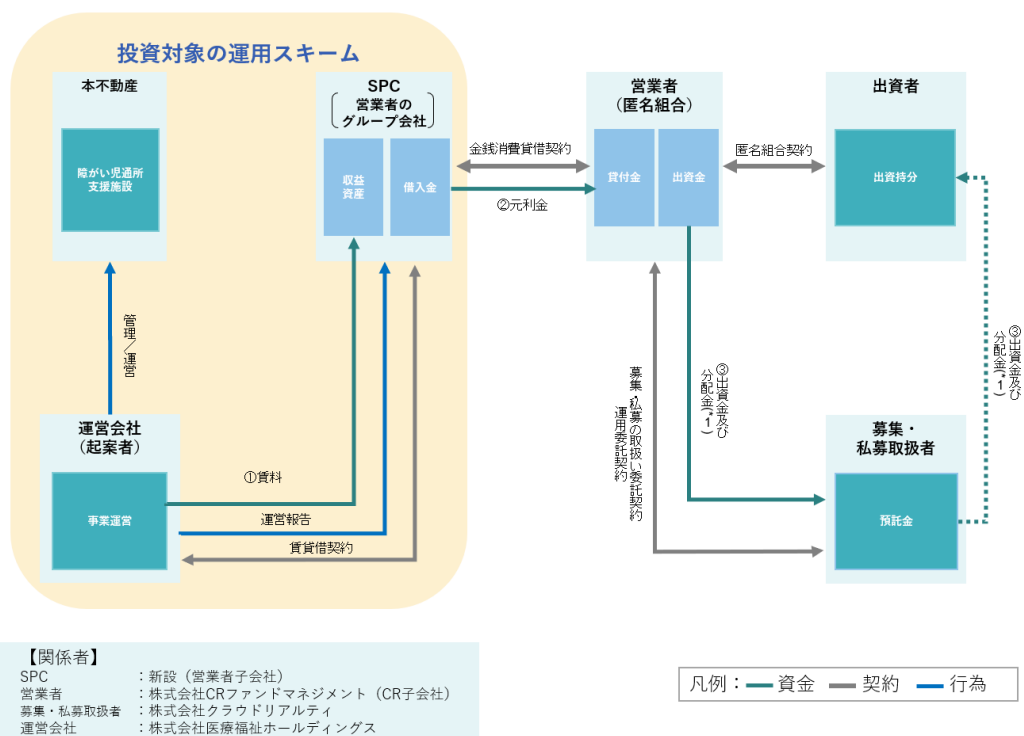 投資対象の運用スキーム
本不動産
障がい児通所
支援施設
SPC
営業者の
グループ会社
収益
資産
借入金
金銭消費貸借契約
②元利金
営業者
（匿名組合）
貸付金
出資金
匿名組合契約
出資者
出資持分
管理／運営
運営会社
（起案者）
事業運営
①賃料
運営報告
賃貸借契約
募集・私募の取扱い委託契約
運用委託契約
③出資金及び
分配金(*1)
③出資金及び
分配金(*1)
募集・
私募取扱者
預託金
【関係者】
SPC ：新設（営業者子会社）
営業者 ：株式会社CRファンドマネジメント（CR子会社）
募集・私募取扱者 ：株式会社クラウドリアルティ
運営会社 ：株式会社医療福祉ホールディングス
凡例： 資金 契約 行為